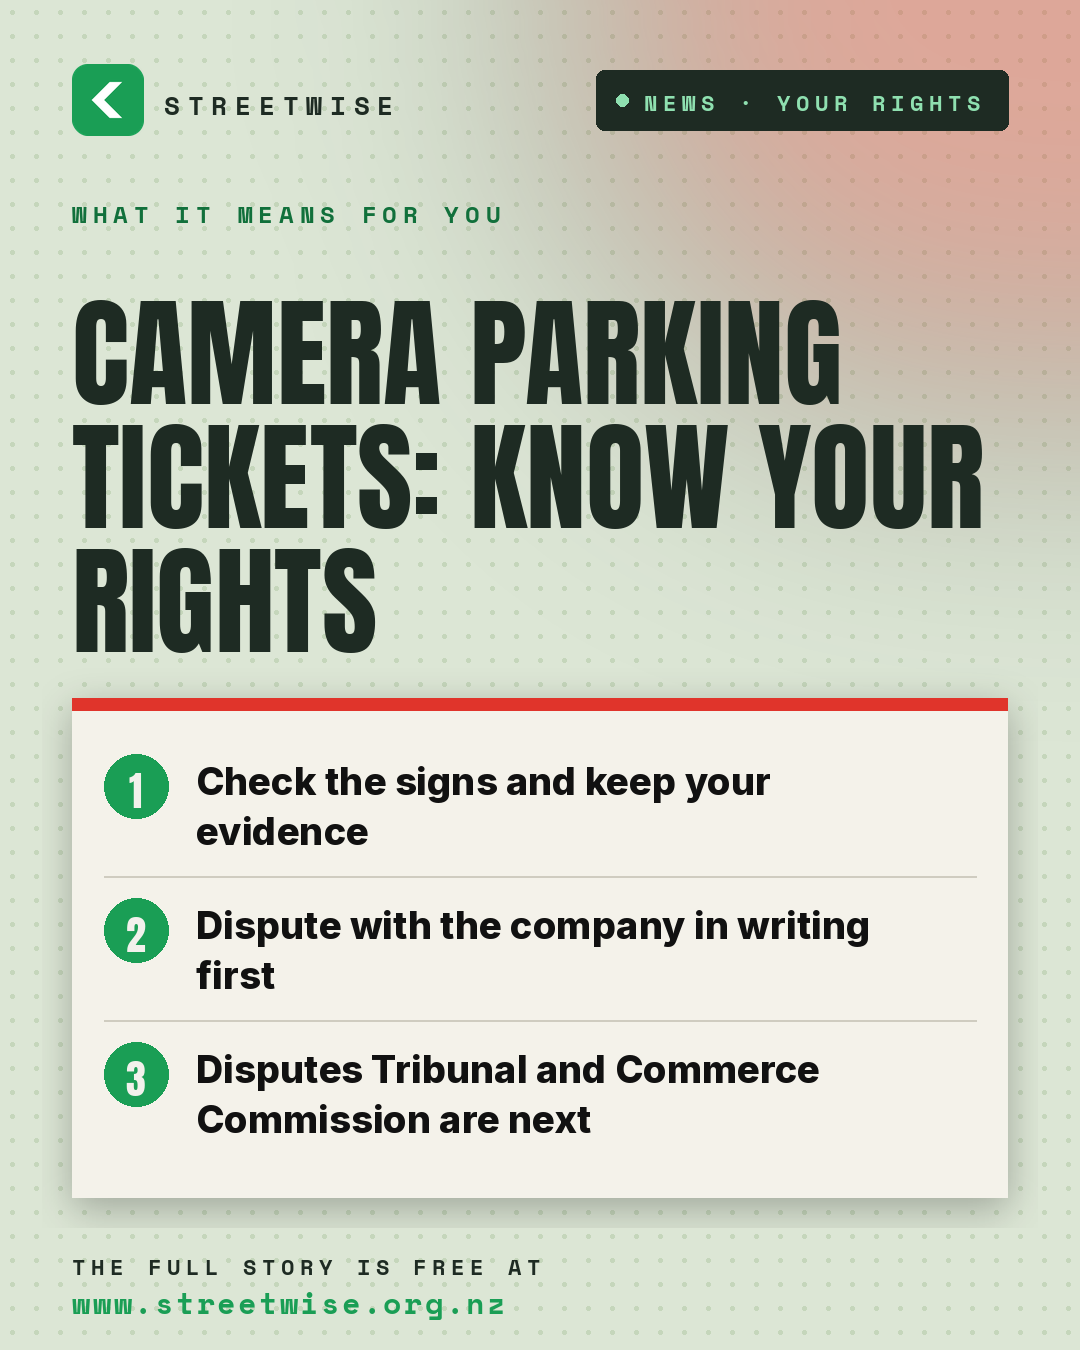 STREETWISE
NEWS · YOUR RIGHTS
WHAT IT MEANS FOR YOU
CAMERA PARKING
TICKETS: KNOW YOUR
RIGHTS
1 Check the signs and keep your
evidence
2 Dispute with the company in writing
first
3 Disputes Tribunal and Commerce
Commission are next
THE FULL STORY IS FREE AT
www.streetwise.org.nz